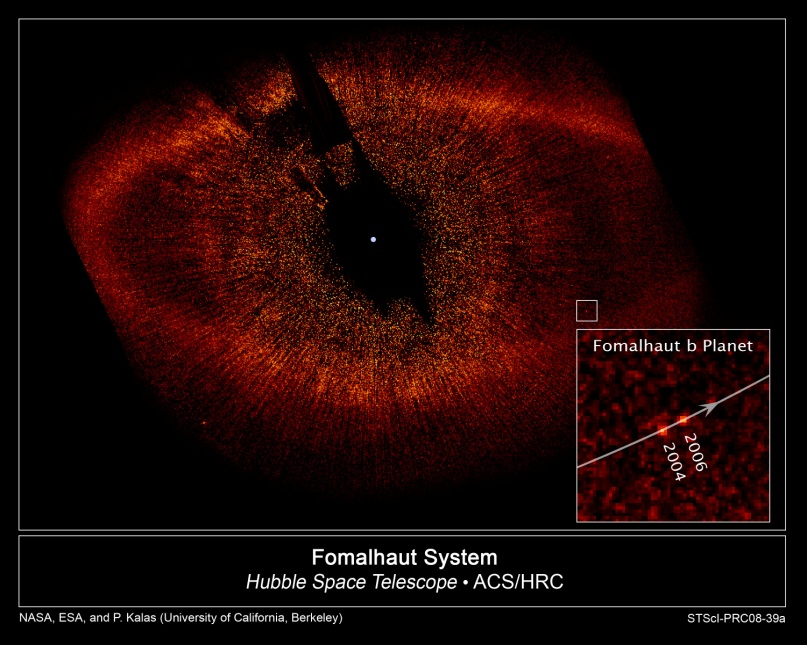 Fomalhaut b Planet
2006
2004
Fomalhaut System
Hubble Space Telescope • ACS/HRC
NASA, ESA, and P. Kalas (University of California, Berkeley)
STScI-PRC08-39a